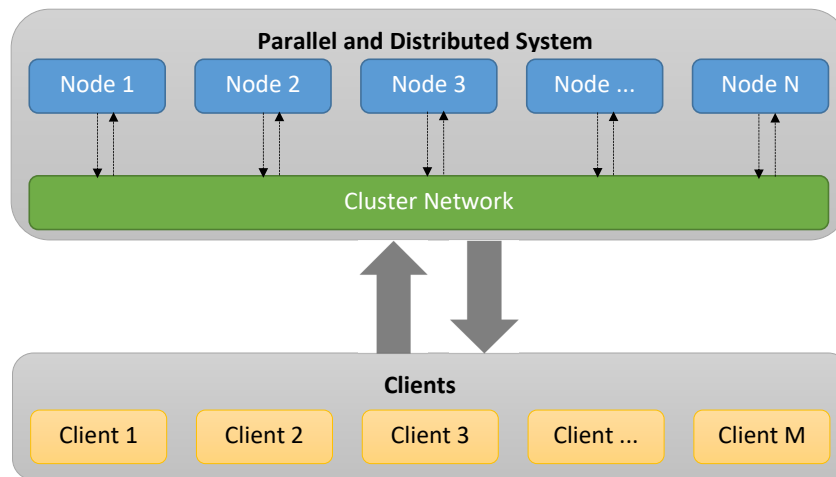 Parallel and Distributed System
Node 1
Node 2
Node 3
Node ...
Node N
Cluster Network
Clients
Client 1
Client 2
Client 3
Client ...
Client M